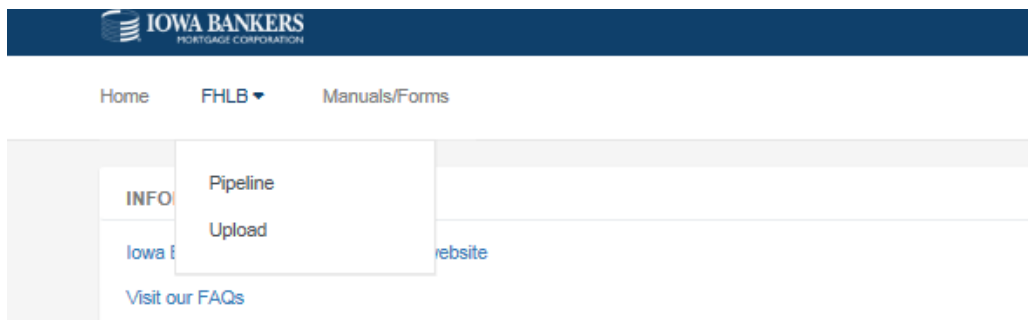 IOWA BANKERS
MORTGAGE CORPORATION
Home FHLB Manuals/Forms
Pipeline
INFO
Upload
Iowa website
Visit our FAQs